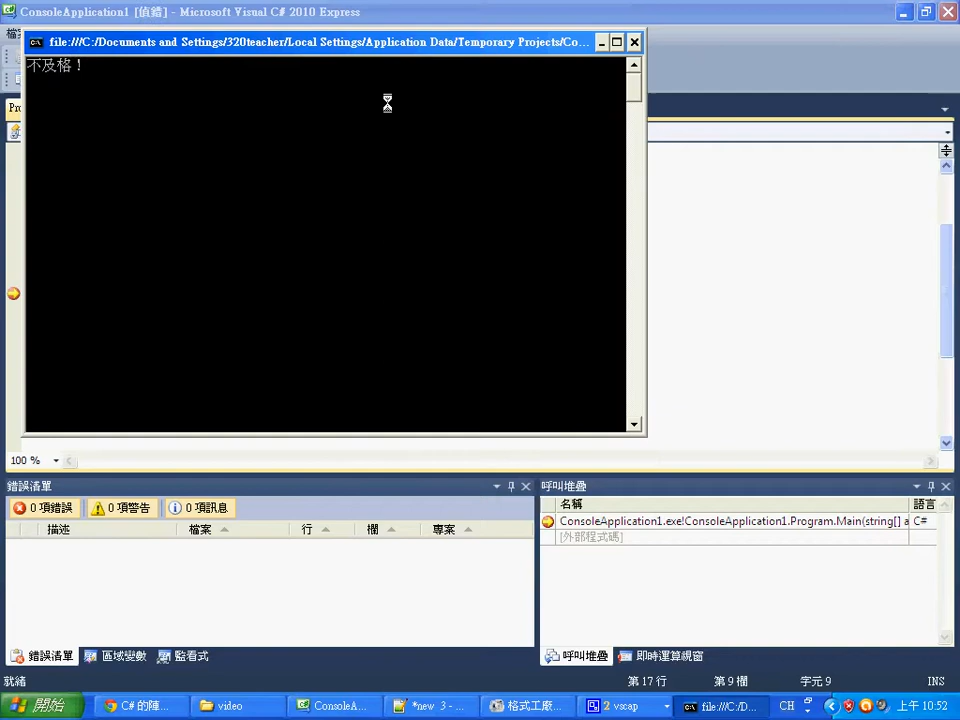 ConsoleApplication1 [偵錯] - Microsoft Visual C# 2010 Express
file:///C:/Documents and Settings/320teacher/Local Settings/Application Data/Temporary Projects/Co...
不及格！
100 %
錯誤清單
0 項錯誤 0 項警告 0 項訊息
描述 檔案 行 欄 專案
錯誤清單 區域變數 監看式
呼叫堆疊
名稱 語言
ConsoleApplication1.exe!ConsoleApplication1.Program.Main(string[] a C#
[外部程式碼]
呼叫堆疊 即時運算視窗
就緒 第 17 行 第 9 欄 字元 9 INS
開始 C# 的陣... video ConsoleA... *new 3 - ... 格式工廠... 2 vscap file:///C:/D... CH 上午 10:52